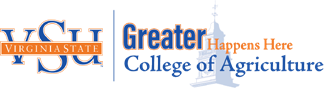 VSU
VIRGINIA STATE
Greater Happens Here
College of Agriculture